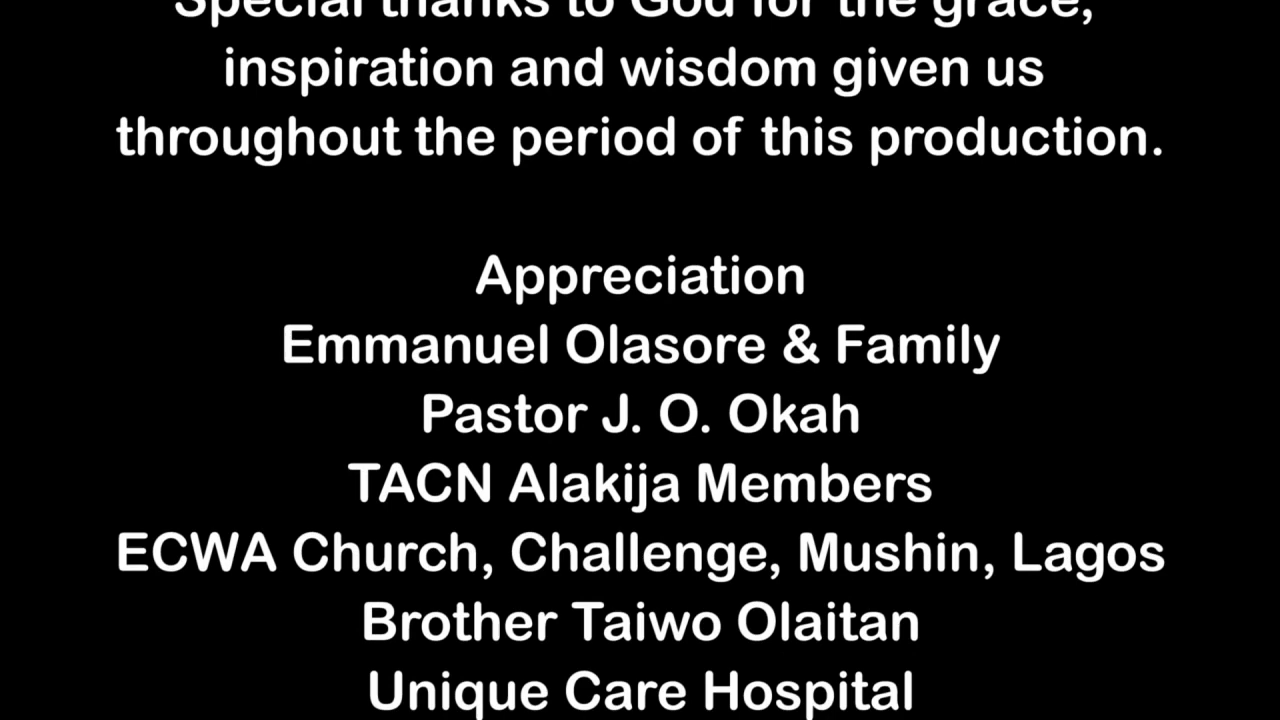 Special thanks to God for the grace,
inspiration and wisdom given us
throughout the period of this production.
Appreciation
Emmanuel Olasore & Family
Pastor J. O. Okah
TACN Alakija Members
ECWA Church, Challenge, Mushin, Lagos
Brother Taiwo Olaitan
Unique Care Hospital